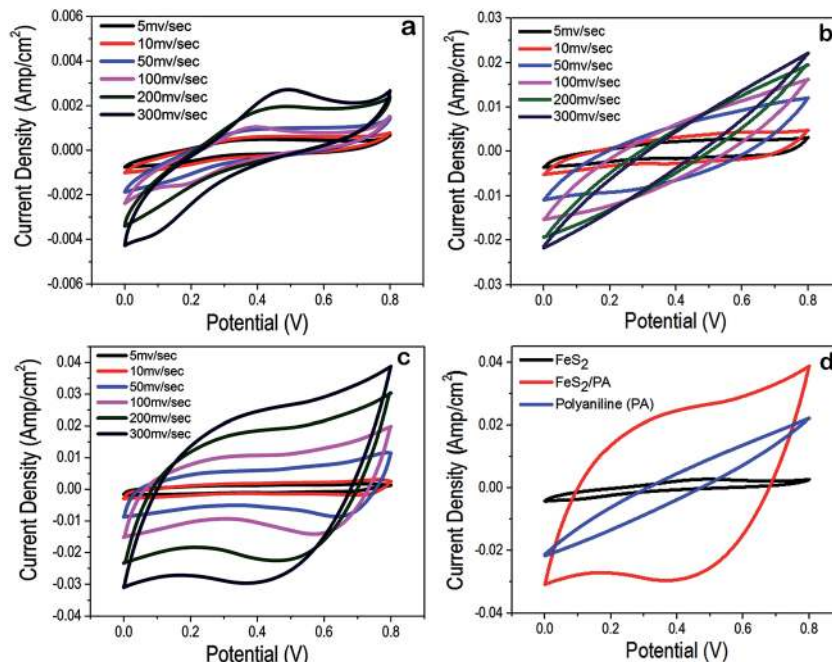 a
5mv/sec
10mv/sec
50mv/sec
100mv/sec
200mv/sec
300mv/sec
0.006
0.004
0.002
0.000
-0.002
-0.004
-0.006
Current Density (Amp/cm²)
0.0 0.2 0.4 0.6 0.8
Potential (V)
b
5mv/sec
10mv/sec
50mv/sec
100mv/sec
200mv/sec
300mv/sec
0.03
0.02
0.01
0.00
-0.01
-0.02
-0.03
Current Density (Amp/cm²)
0.0 0.2 0.4 0.6 0.8
Potential (V)
c
5mv/sec
10mv/sec
50mv/sec
100mv/sec
200mv/sec
300mv/sec
0.04
0.03
0.02
0.01
0.00
-0.01
-0.02
-0.03
-0.04
Current Density (Amp/cm²)
0.0 0.2 0.4 0.6 0.8
Potential (V)
d
FeS₂
FeS₂/PA
Polyaniline (PA)
0.04
0.02
0.00
-0.02
-0.04
Current Density (Amp/cm²)
0.0 0.2 0.4 0.6 0.8
Potential (V)